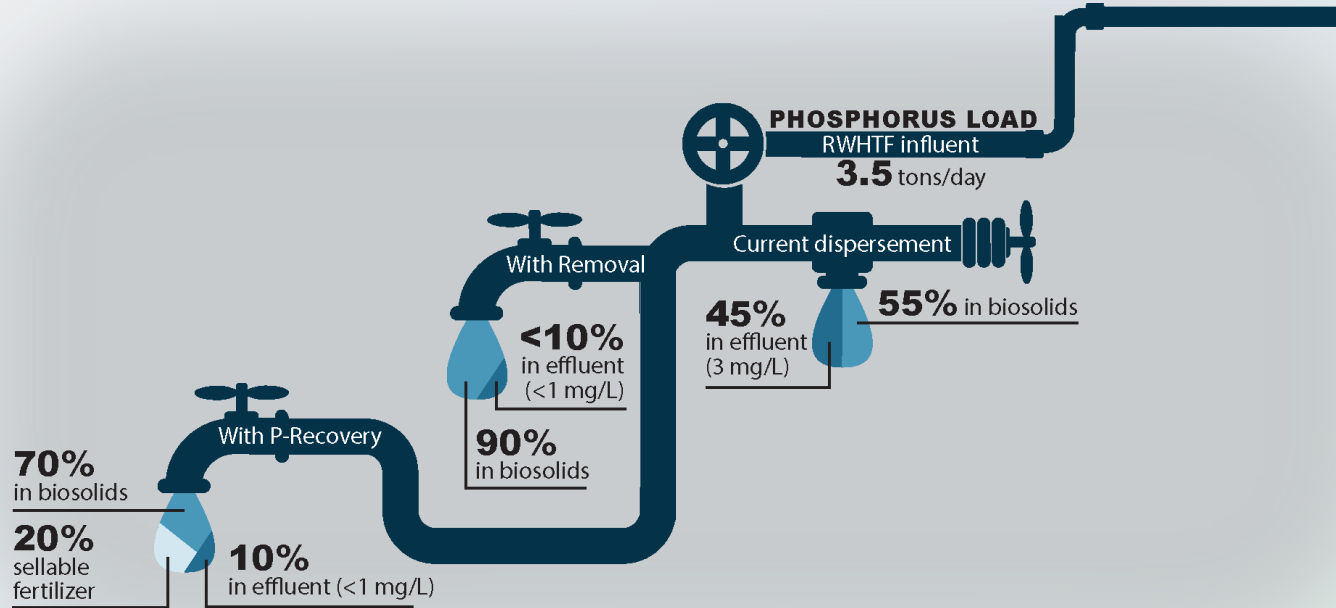 PHOSPHORUS LOAD
RWHTF influent
3.5 tons/day
Current dispersement
55% in biosolids
45%
in effluent
(3 mg/L)
With Removal
<10%
in effluent
(<1 mg/L)
90%
in biosolids
With P-Recovery
70%
in biosolids
20%
sellable
fertilizer
10%
in effluent (<1 mg/L)